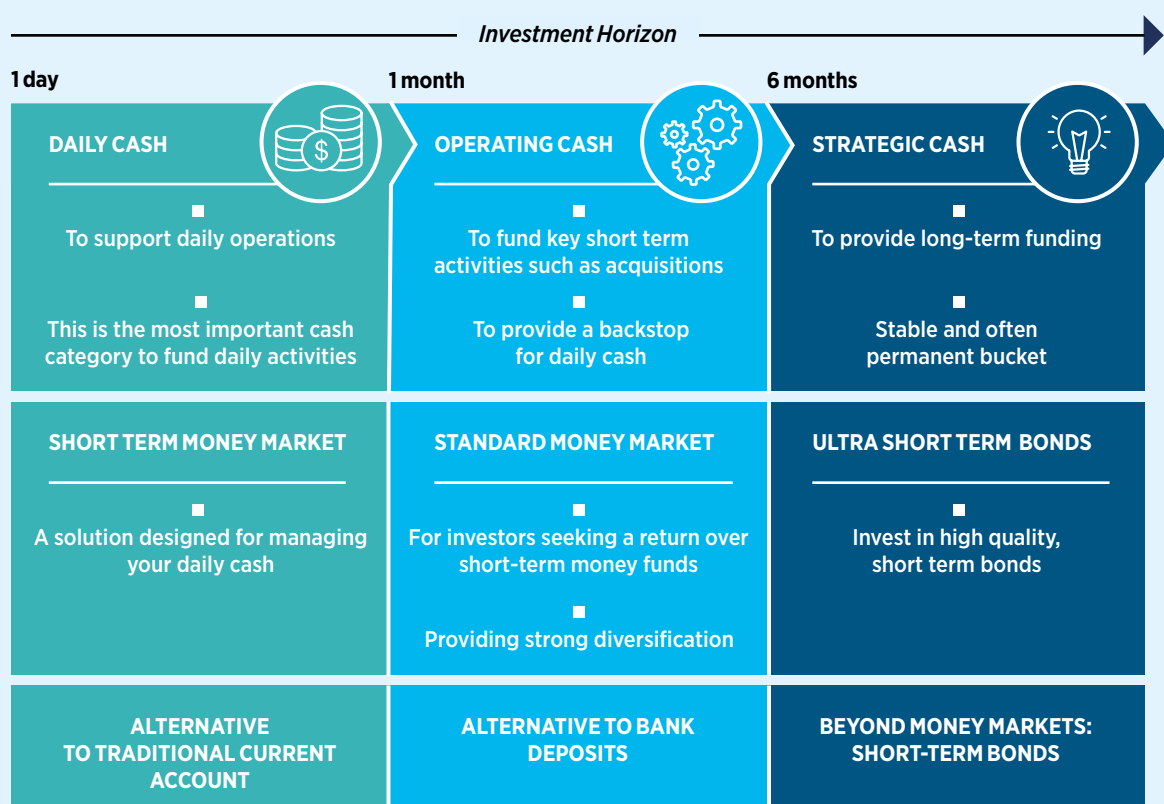 Investment Horizon
1 day
1 month
6 months
DAILY CASH
$
To support daily operations
This is the most important cash
category to fund daily activities
OPERATING CASH
To fund key short term
activities such as acquisitions
To provide a backstop
for daily cash
STRATEGIC CASH
To provide long-term funding
Stable and often
permanent bucket
SHORT TERM MONEY MARKET
A solution designed for managing
your daily cash
STANDARD MONEY MARKET
For investors seeking a return over
short-term money funds
Providing strong diversification
ULTRA SHORT TERM BONDS
Invest in high quality,
short term bonds
ALTERNATIVE
TO TRADITIONAL CURRENT
ACCOUNT
ALTERNATIVE TO BANK
DEPOSITS
BEYOND MONEY MARKETS:
SHORT-TERM BONDS